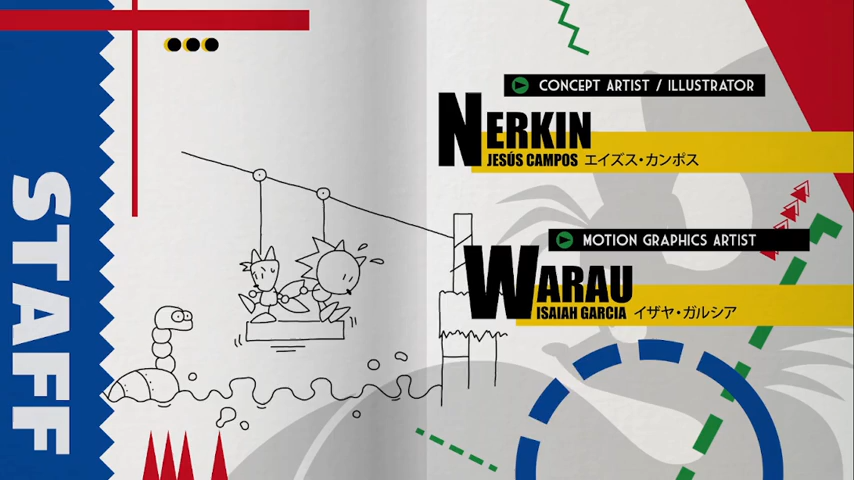 STAFF
CONCEPT ARTIST / ILLUSTRATOR
NERKIN
JESÚS CAMPOS エイズス・カンポス
MOTION GRAPHICS ARTIST
WARAU
ISAIAH GARCIA イザヤ・ガルシア